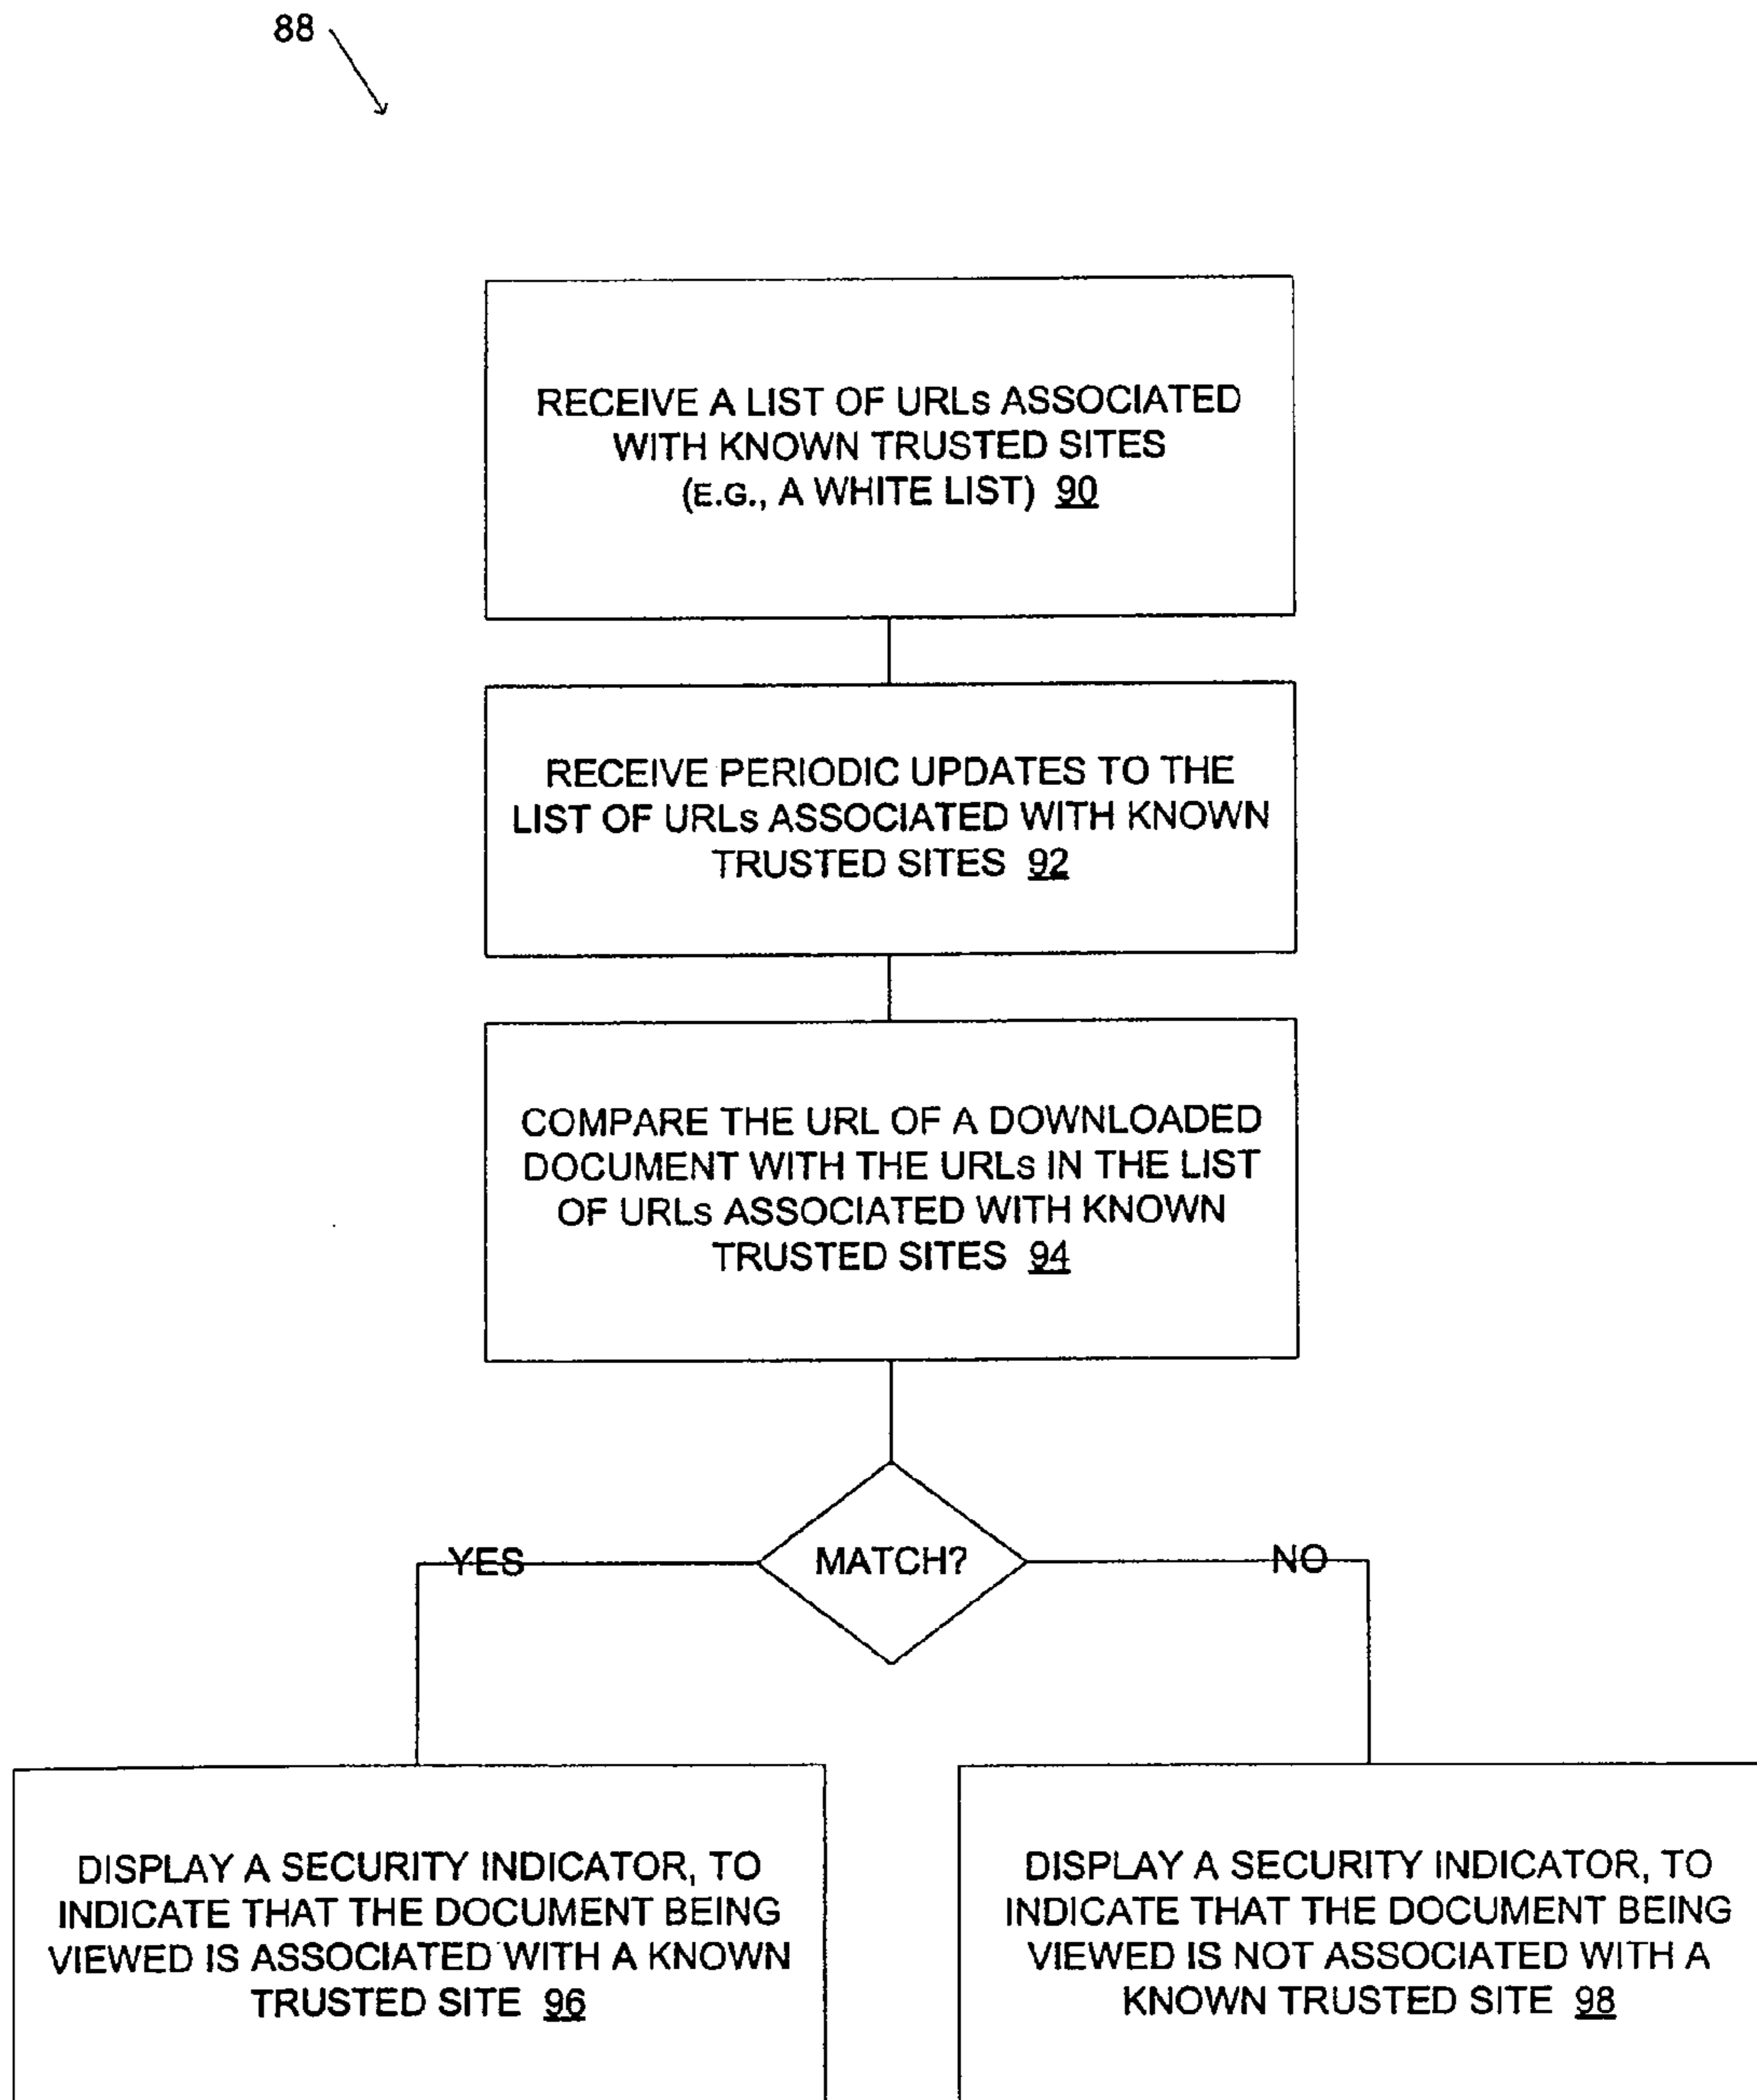 88
RECEIVE A LIST OF URLs ASSOCIATED
WITH KNOWN TRUSTED SITES
(E.G., A WHITE LIST) 90
RECEIVE PERIODIC UPDATES TO THE
LIST OF URLs ASSOCIATED WITH KNOWN
TRUSTED SITES 92
COMPARE THE URL OF A DOWNLOADED
DOCUMENT WITH THE URLs IN THE LIST
OF URLs ASSOCIATED WITH KNOWN
TRUSTED SITES 94
YES
MATCH?
NO
DISPLAY A SECURITY INDICATOR, TO
INDICATE THAT THE DOCUMENT BEING
VIEWED IS ASSOCIATED WITH A KNOWN
TRUSTED SITE 96
DISPLAY A SECURITY INDICATOR, TO
INDICATE THAT THE DOCUMENT BEING
VIEWED IS NOT ASSOCIATED WITH A
KNOWN TRUSTED SITE 98